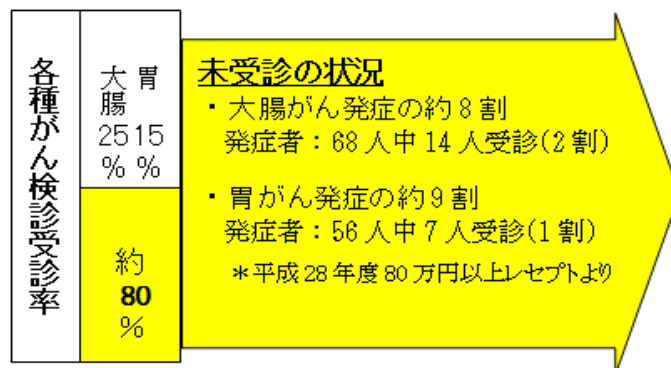 各種がん検診受診率
大腸 25%
胃 15%
約
80
%
未受診の状況
・大腸がん発症の約8割
発症者：68人中14人受診(2割)
・胃がん発症の約9割
発症者：56人中7人受診(1割)
＊平成28年度80万円以上レセプトより